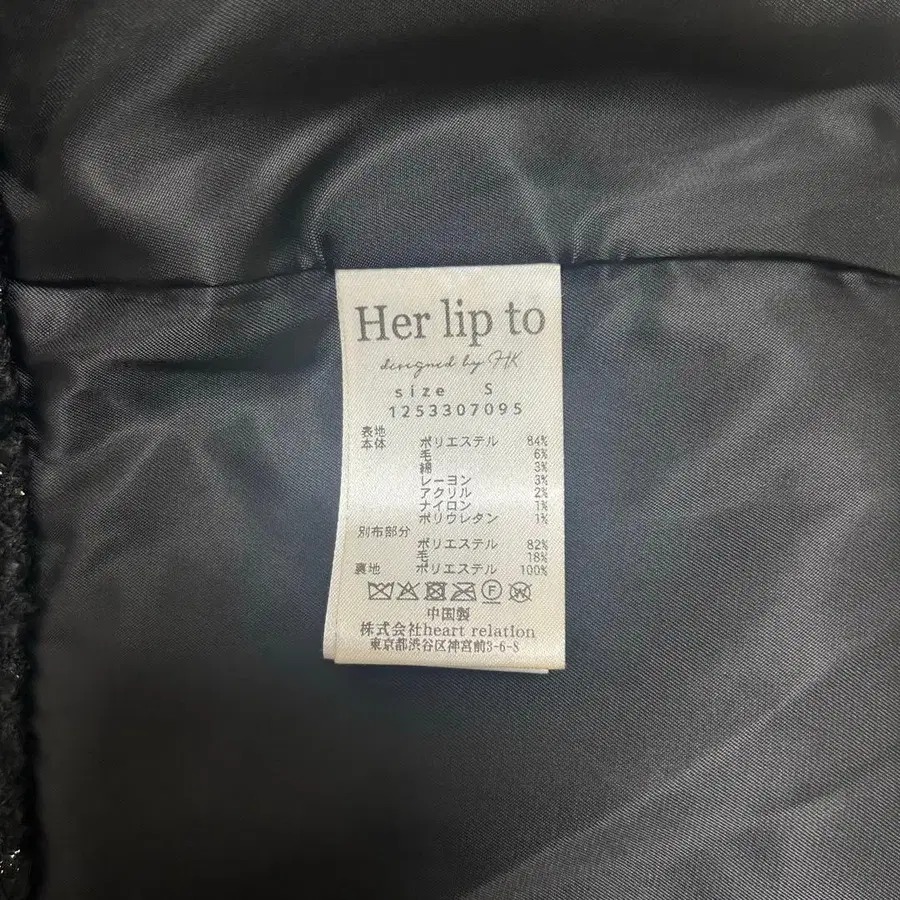 Her lip to
designed by HK
size S
1253307095
表地
本体 ポリエステル 84%
毛 6%
綿 3%
レーヨン 3%
アクリル 2%
ナイロン 1%
ポリウレタン 1%
別布部分
ポリエステル 82%
毛 18%
裏地 ポリエステル 100%
F W
中国製
株式会社heart relation
東京都渋谷区神宮前3-6-8